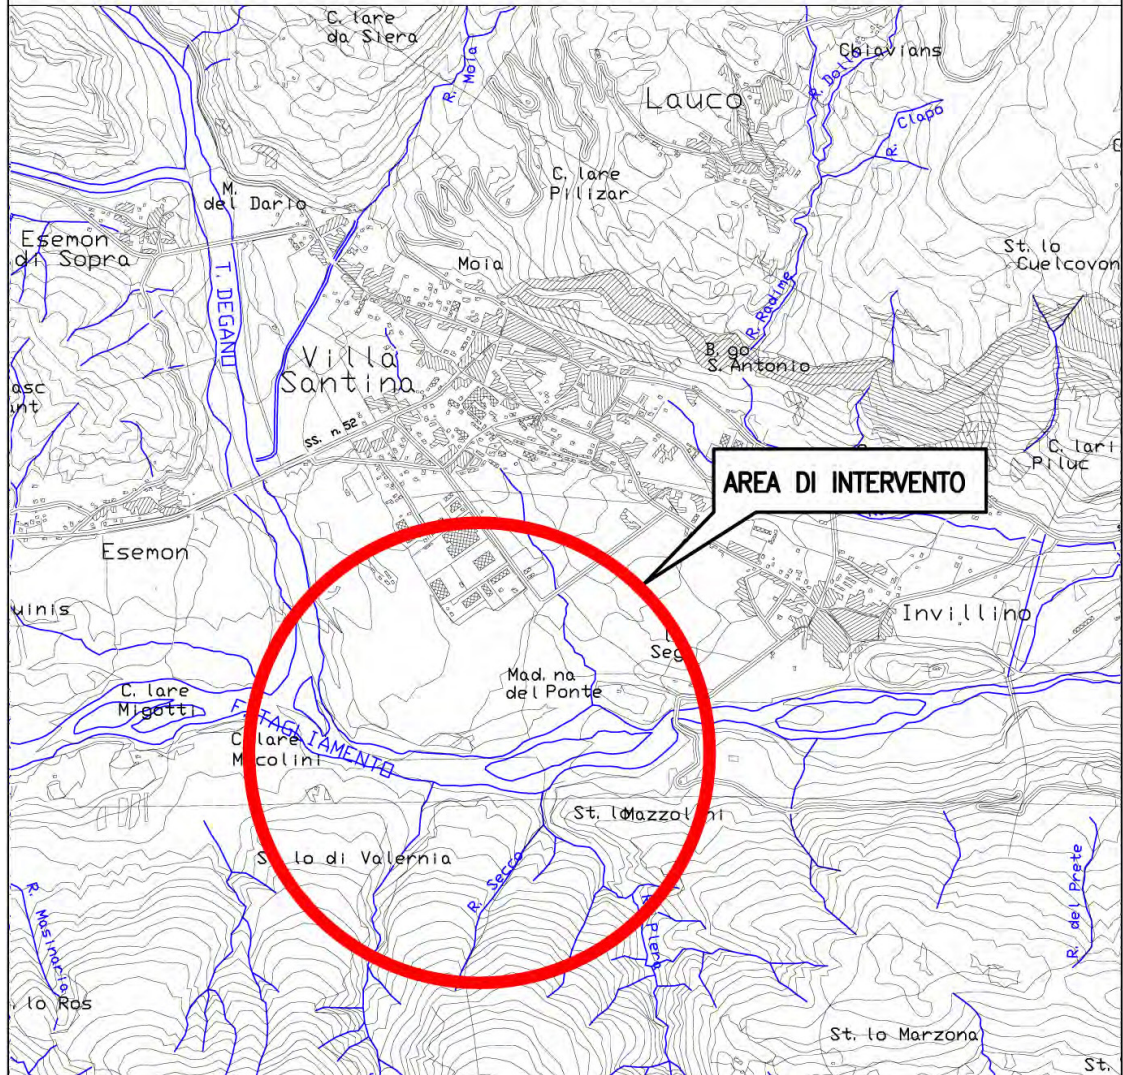 C. lare
da Siera
R. Moia
Chiavians
R. Dolla
Lauco
R. Clapo
C. lare
Pilizar
M.
del Dario
Esemon
di Sopra
St. lo
Cuelcovon
Moia
T. DEGANO
R. Radime
B. go
S. Antonio
Villa
Santina
SS. n. 52
C. lari
Piluc
AREA DI INTERVENTO
Esemon
uinis
Invillino
Seg
Mad. na
del Ponte
C. lare
Migotti
F. TAGLIAMENTO
C. lare
Micolini
St. lo Mazzolini
St. lo di Valernia
R. Secco
R. del Prete
R. Masinaria
. lo Ros
St. lo Marzona
St.